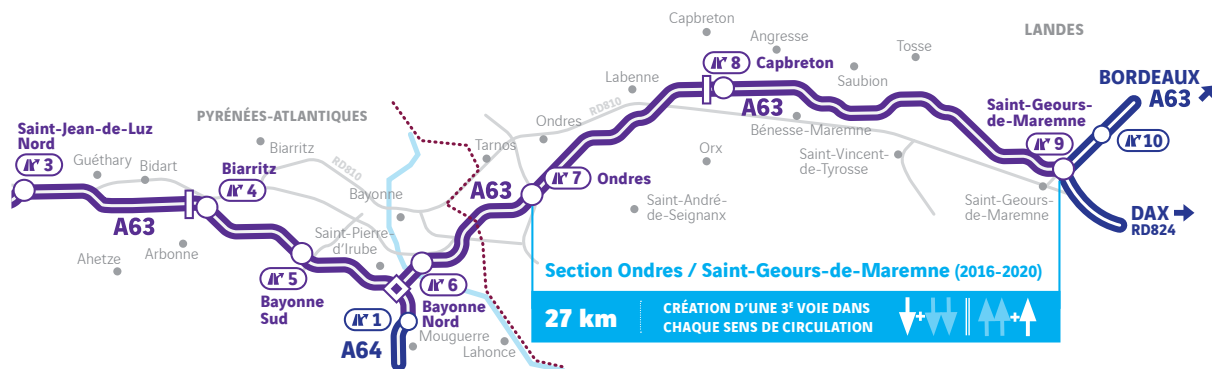 Capbreton
Angresse
Tosse
LANDES
8 Capbreton
Saubion
Labenne
BORDEAUX
A63
RD810
A63
PYRÉNÉES-ATLANTIQUES
Saint-Geours-
de-Maremne
9
10
Saint-Jean-de-Luz
Nord
3
Guéthary
Bidart
Biarritz
RD810
Biarritz
4
Tarnos
Ondres
Bénesse-Maremne
Orx
Saint-Vincent-
de-Tyrosse
7 Ondres
A63
Bayonne
Saint-André-
de-Seignanx
Saint-Geours-
de-Maremne
DAX
RD824
A63
Saint-Pierre-
d'Irube
Arbonne
Ahetze
5
Bayonne
Sud
6
Bayonne
Nord
1
A64
Mouguerre
Lahonce
Section Ondres / Saint-Geours-de-Maremne (2016-2020)
27 km
CRÉATION D'UNE 3E VOIE DANS
CHAQUE SENS DE CIRCULATION
+
+